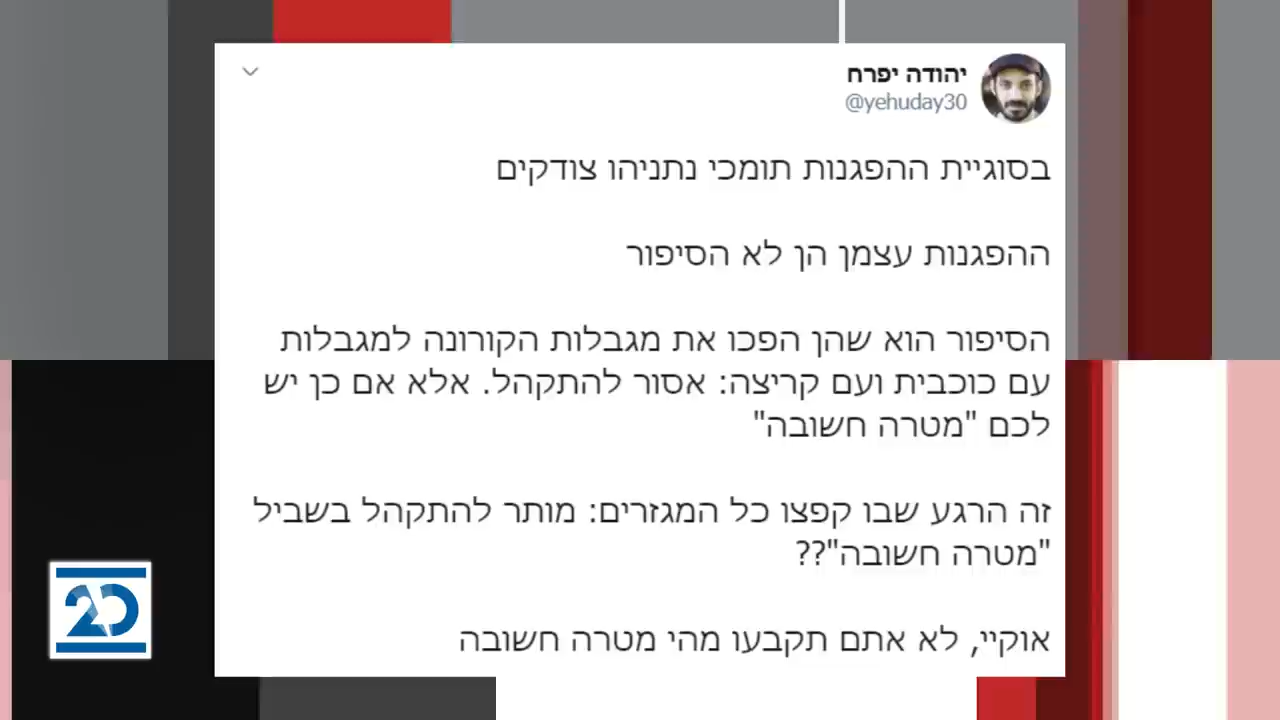 יהודה יפרח
@yehuday30
בסוגיית ההפגנות תומכי נתניהו צודקים
ההפגנות עצמן הן לא הסיפור
הסיפור הוא שהן הפכו את מגבלות הקורונה למגבלות
עם כוכבית ועם קריצה: אסור להתקהל. אלא אם כן יש
לכם "מטרה חשובה"
זה הרגע שבו קפצו כל המגזרים: מותר להתקהל בשביל
"מטרה חשובה"??
אוקיי, לא אתם תקבעו מהי מטרה חשובה
20